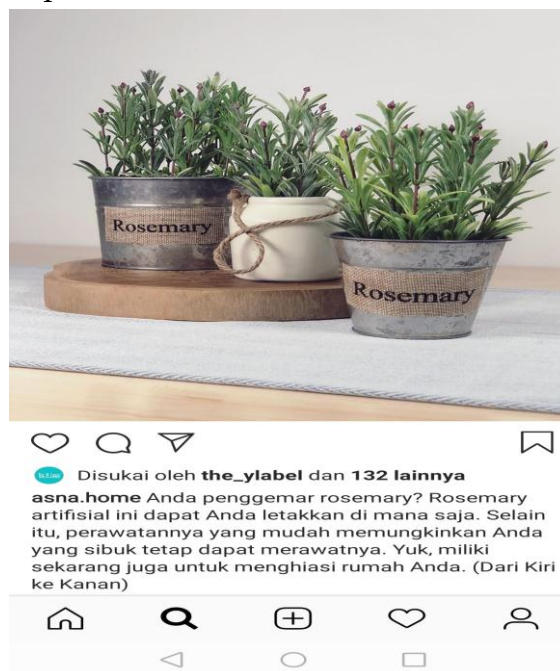 Rosemary
Rosemary
Disukai oleh the_ylabel dan 132 lainnya
asna.home Anda penggemar rosemary? Rosemary
artifisial ini dapat Anda letakkan di mana saja. Selain
itu, perawatannya yang mudah memungkinkan Anda
yang sibuk tetap dapat merawatnya. Yuk, miliki
sekarang juga untuk menghiasi rumah Anda. (Dari Kiri
ke Kanan)